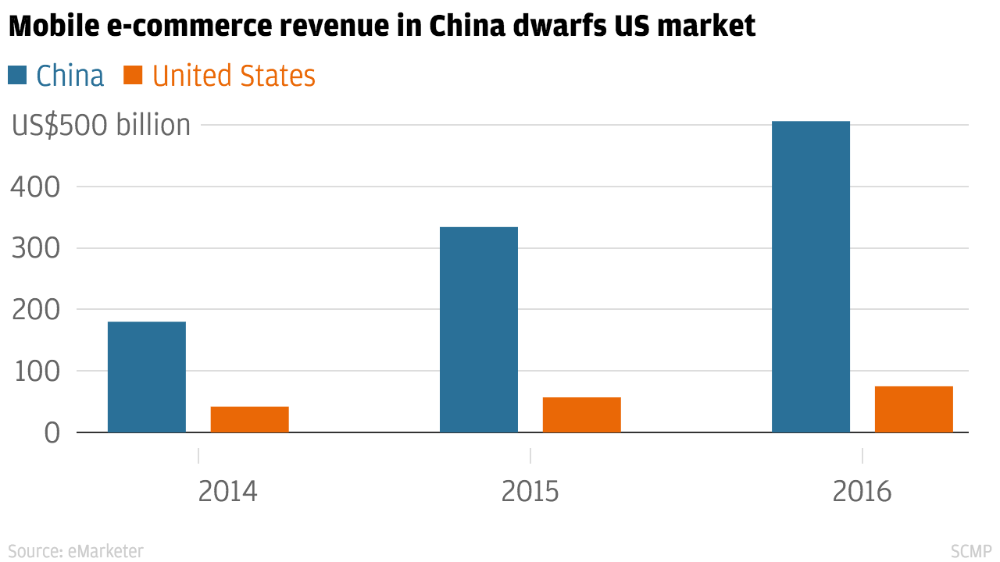 Mobile e-commerce revenue in China dwarfs US market
China United States
US$500 billion
400
300
200
100
0
2014 2015 2016
Source: eMarketer SCMP